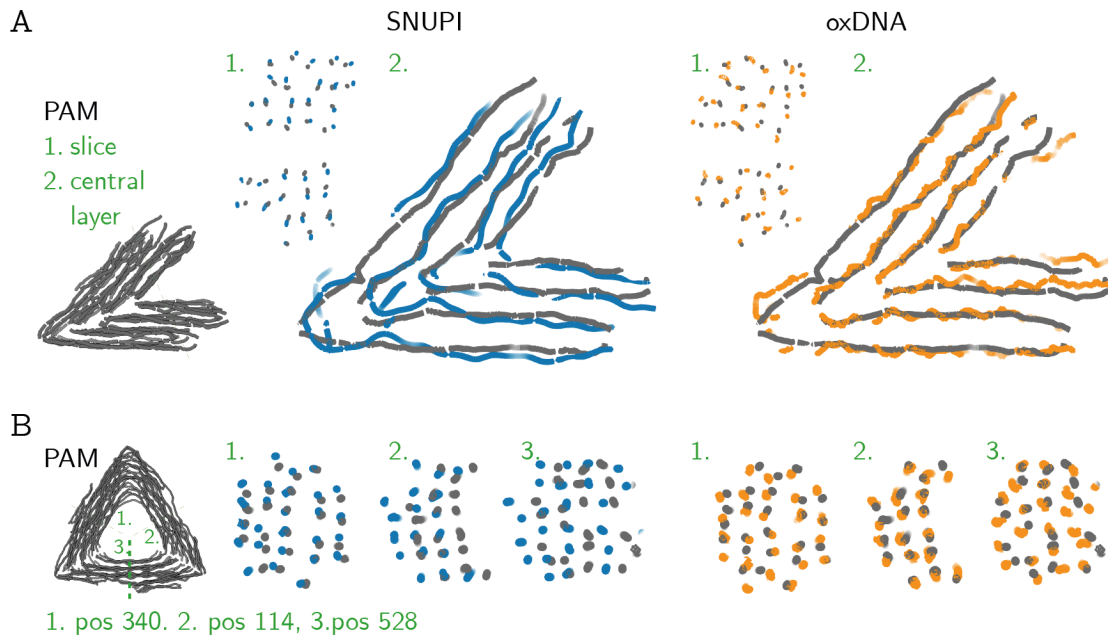 A
SNUPI
oxDNA
1.
2.
1.
2.
PAM
1. slice
2. central
layer
B
PAM
1.
2.
3.
1.
2.
3.
1.
2.
3.
1. pos 340. 2. pos 114, 3.pos 528